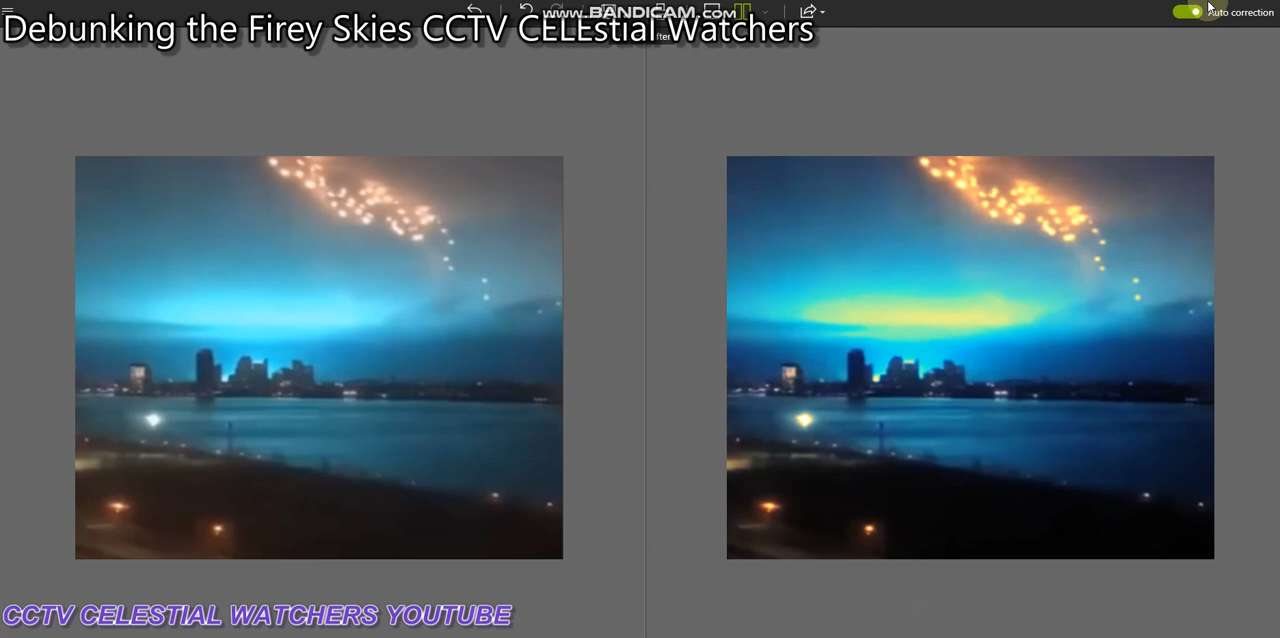 www.BANDICAM.com
Auto correction
Debunking the Firey Skies CCTV CELEstial Watchers
CCTV CELESTIAL WATCHERS YOUTUBE